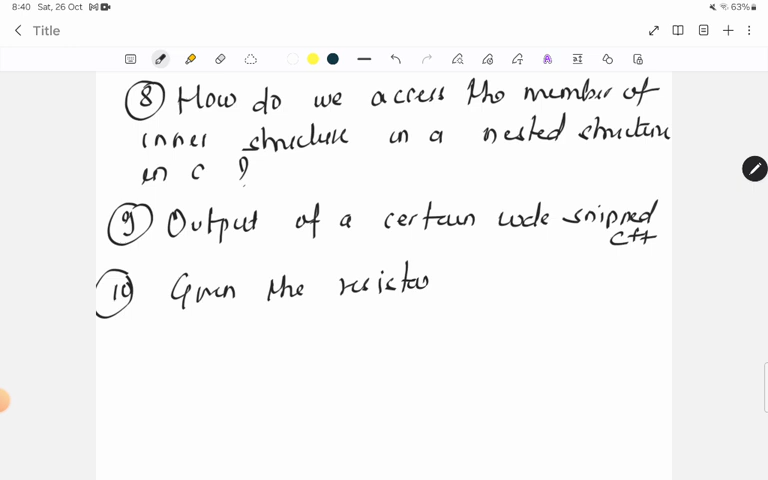 8:40 Sat, 26 Oct 63%
Title
8 How do we access the member of
inner structure in a nested structure
in c ?
9 Output of a certain code snipped
C++
10 Given the resistor